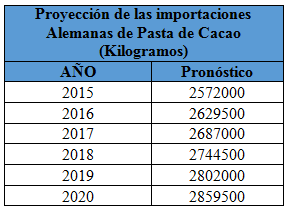 Proyección de las importaciones
Alemanas de Pasta de Cacao
(Kilogramos)
AÑO Pronóstico
2015 2572000
2016 2629500
2017 2687000
2018 2744500
2019 2802000
2020 2859500